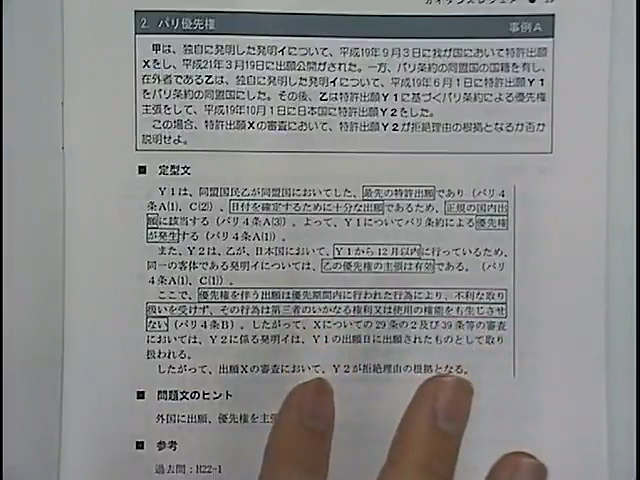 2. パリ優先権 事例A
甲は、独自に発明した発明イについて、平成19年9月3日に我が国において特許出願
Xをし、平成21年3月19日に出願公開がされた。一方、パリ条約の同盟国の国籍を有し、
在外者である乙は、独自に発明した発明イについて、平成19年6月1日に特許出願Y1
をパリ条約の同盟国にした。その後、乙は特許出願Y1に基づくパリ条約による優先権
主張をして、平成19年10月1日に日本国に特許出願Y2をした。
この場合、特許出願Xの審査において、特許出願Y2が拒絶理由の根拠となるか否か
説明せよ。
■ 定型文
Y1は、同盟国民乙が同盟国においてした、最先の特許出願であり（パリ4
条A(1)、C(2)）、日付を確定するために十分な出願であるため、正規の国内出
願に該当する（パリ4条A(3)）。よって、Y1についてパリ条約による優先権
が発生する（パリ4条A(1)）。
また、Y2は、乙が、日本国において、Y1から12月以内に行っているため、
同一の客体である発明イについては、乙の優先権の主張は有効である。（パリ4
条A(1)、C(1)）。
ここで、優先権を伴う出願は優先期間内に行われた行為により、不利な取り
扱いを受けず、その行為は第三者のいかなる権利又は使用の権能をも生じさせ
ない（パリ4条B）。したがって、Xについての29条の2及び39条等の審査
においては、Y2に係る発明イは、Y1の出願日に出願されたものとして取り
扱われる。
したがって、出願Xの審査において、Y2が拒絶理由の根拠となる。
■ 問題文のヒント
外国に出願、優先権を主張
■ 参考
過去問：H22-1